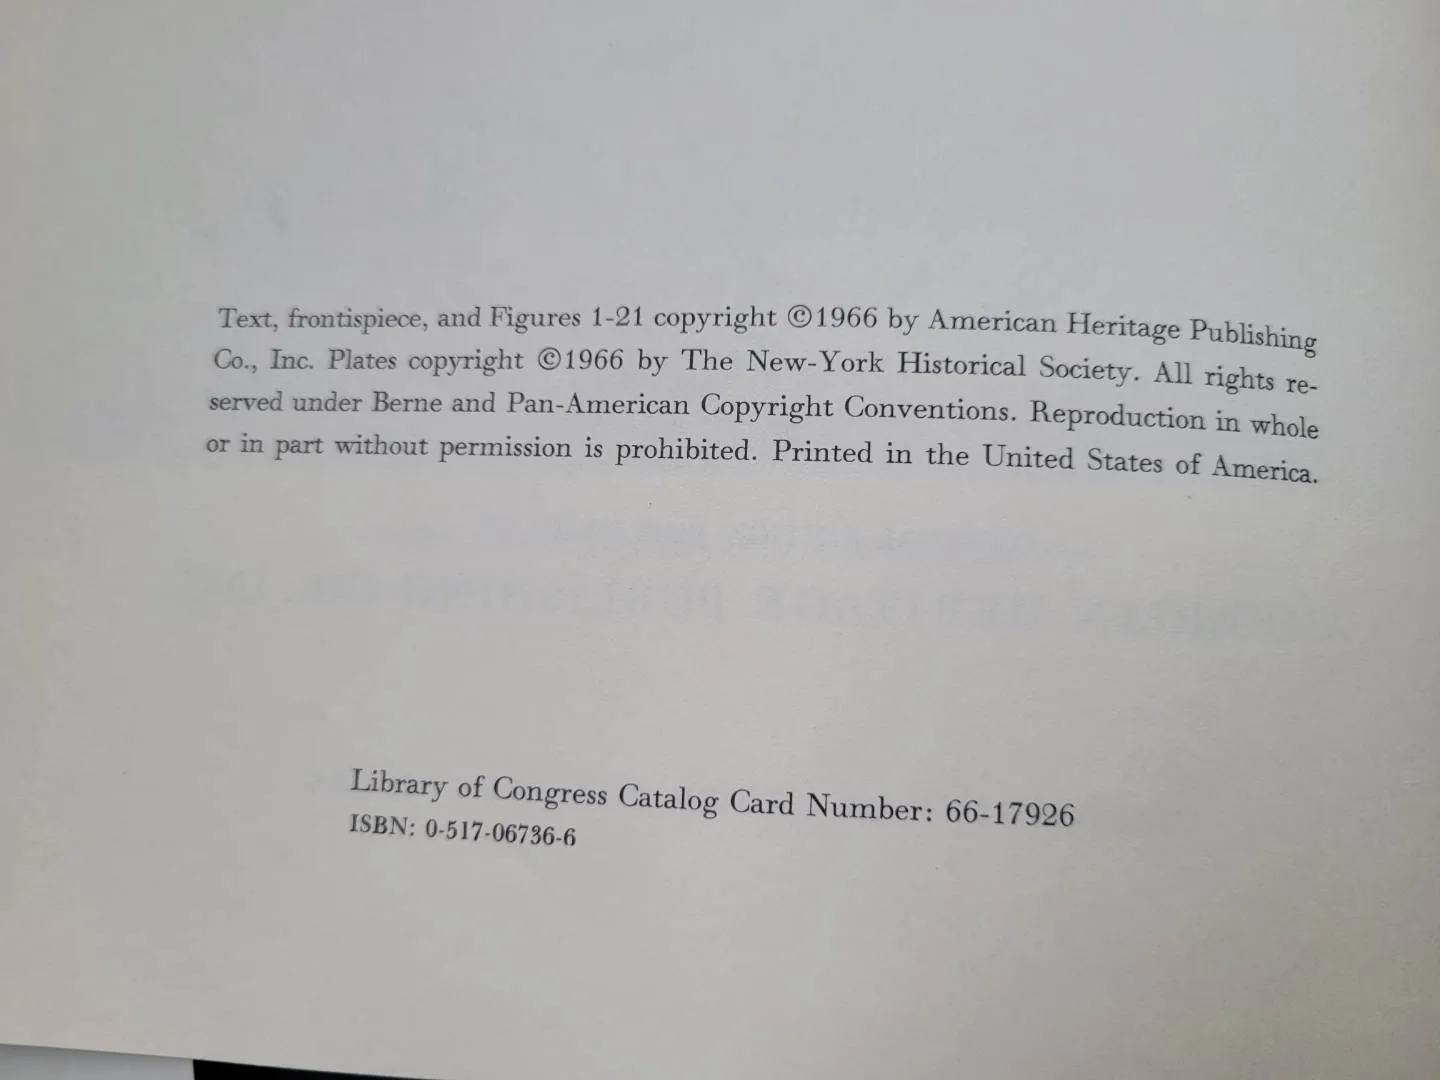 Text, frontispiece, and Figures 1-21 copyright ©1966 by American Heritage Publishing
Co., Inc. Plates copyright ©1966 by The New-York Historical Society. All rights re-
served under Berne and Pan-American Copyright Conventions. Reproduction in whole
or in part without permission is prohibited. Printed in the United States of America.
Library of Congress Catalog Card Number: 66-17926
ISBN: 0-517-06736-6